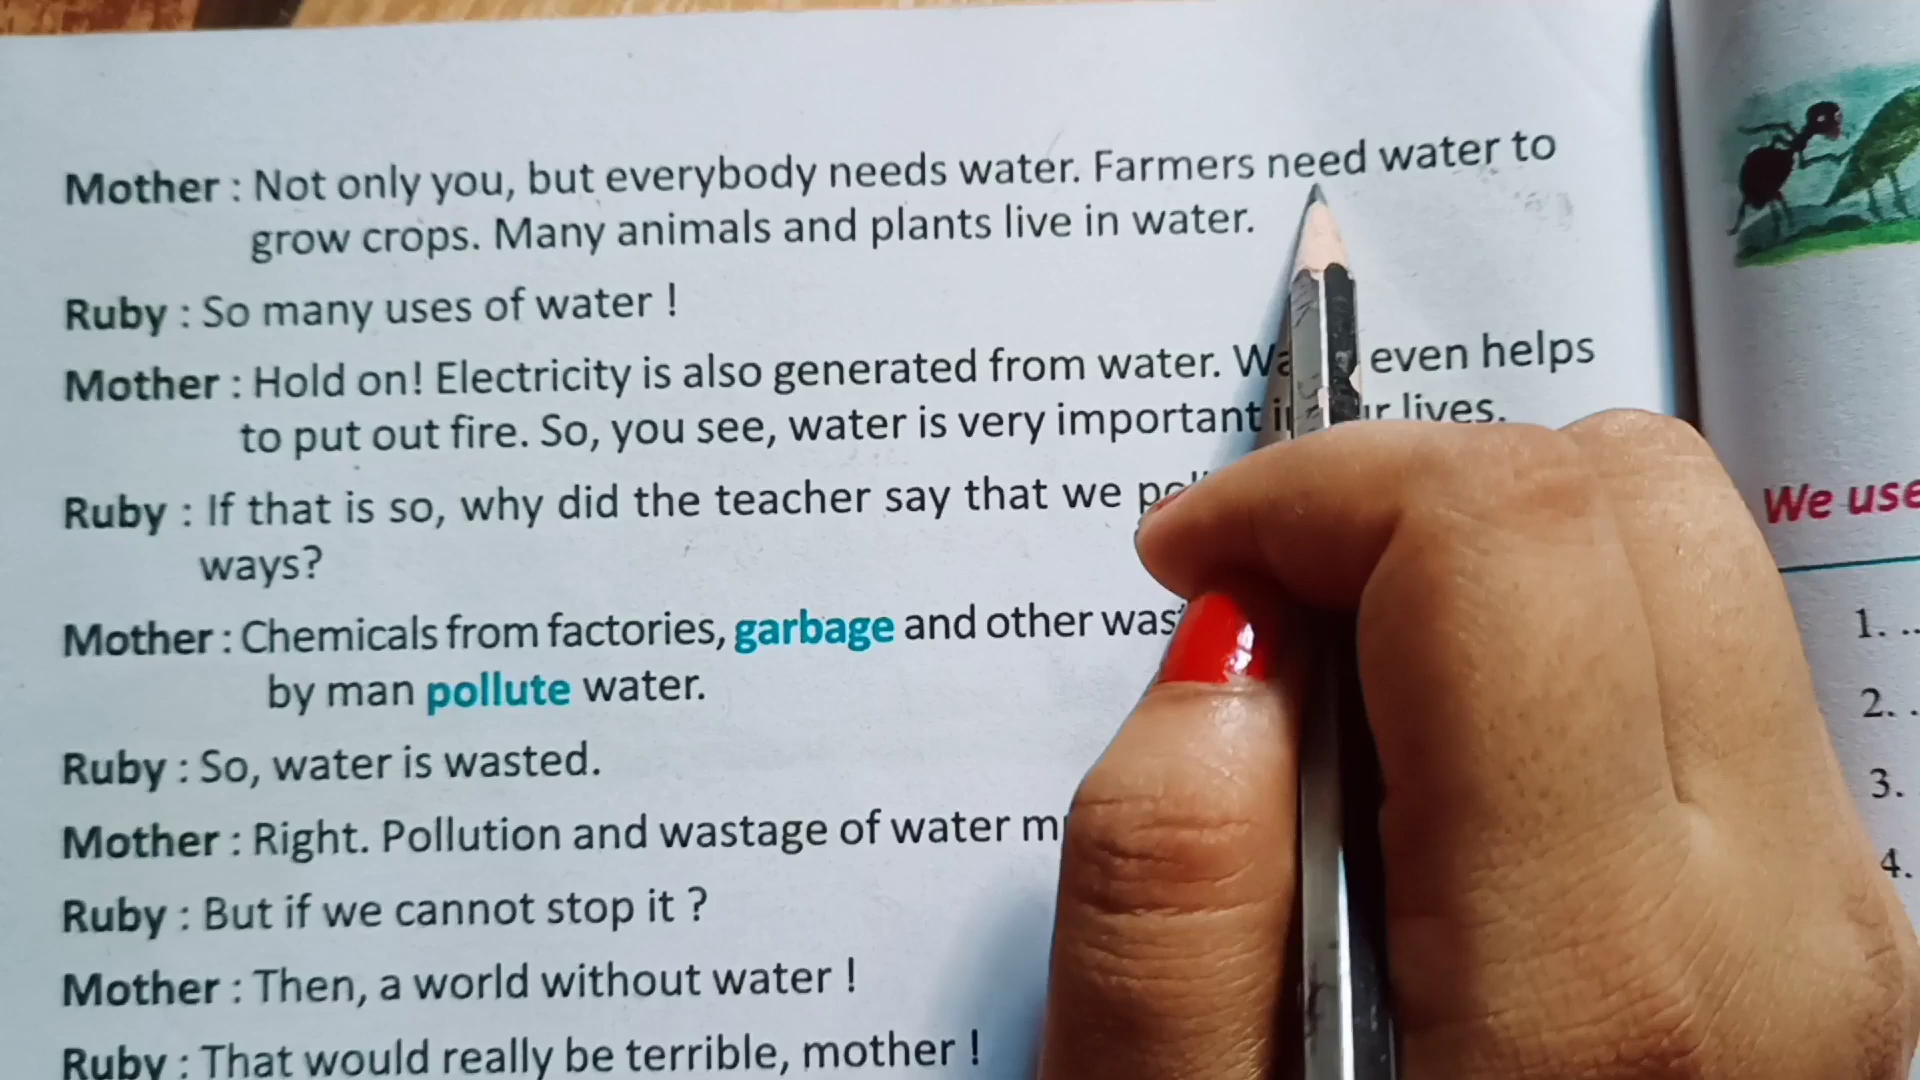 Mother : Not only you, but everybody needs water. Farmers need water to
grow crops. Many animals and plants live in water.
Ruby : So many uses of water !
Mother : Hold on! Electricity is also generated from water. even helps
to put out fire. So, you see, water is very important lives.
Ruby : If that is so, why did the teacher say that we
ways?
Mother : Chemicals from factories, garbage and other
by man pollute water.
Ruby : So, water is wasted.
Mother : Right. Pollution and wastage of water
Ruby : But if we cannot stop it ?
Mother : Then, a world without water !
Ruby : That would really be terrible, mother !
We use
1. ..
2. .
3.
4.